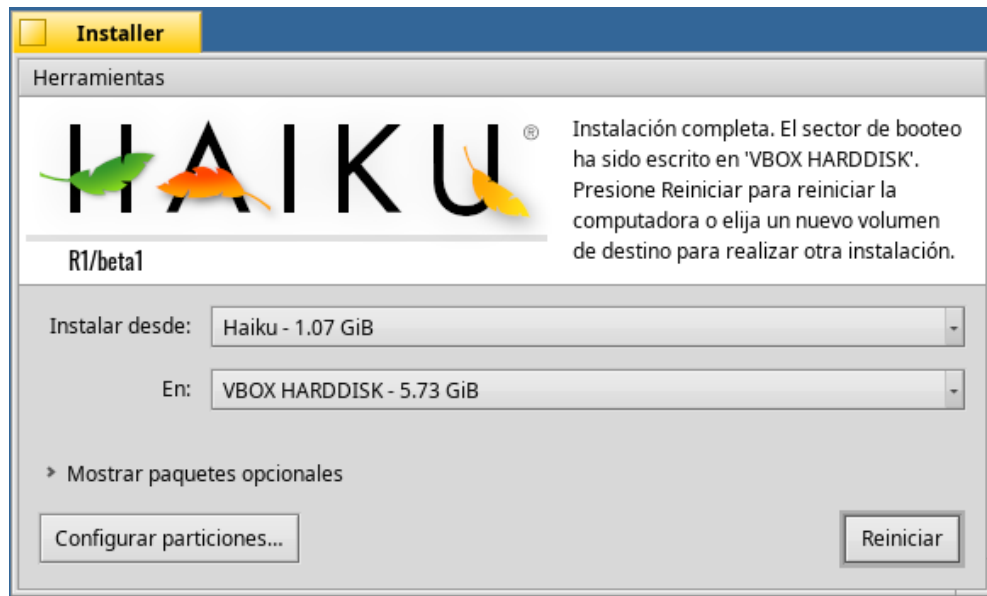 Installer
Herramientas
HAIKU®
R1/beta1
Instalación completa. El sector de booteo
ha sido escrito en 'VBOX HARDDISK'.
Presione Reiniciar para reiniciar la
computadora o elija un nuevo volumen
de destino para realizar otra instalación.
Instalar desde: Haiku - 1.07 GiB
En: VBOX HARDDISK - 5.73 GiB
Mostrar paquetes opcionales
Configurar particiones... Reiniciar